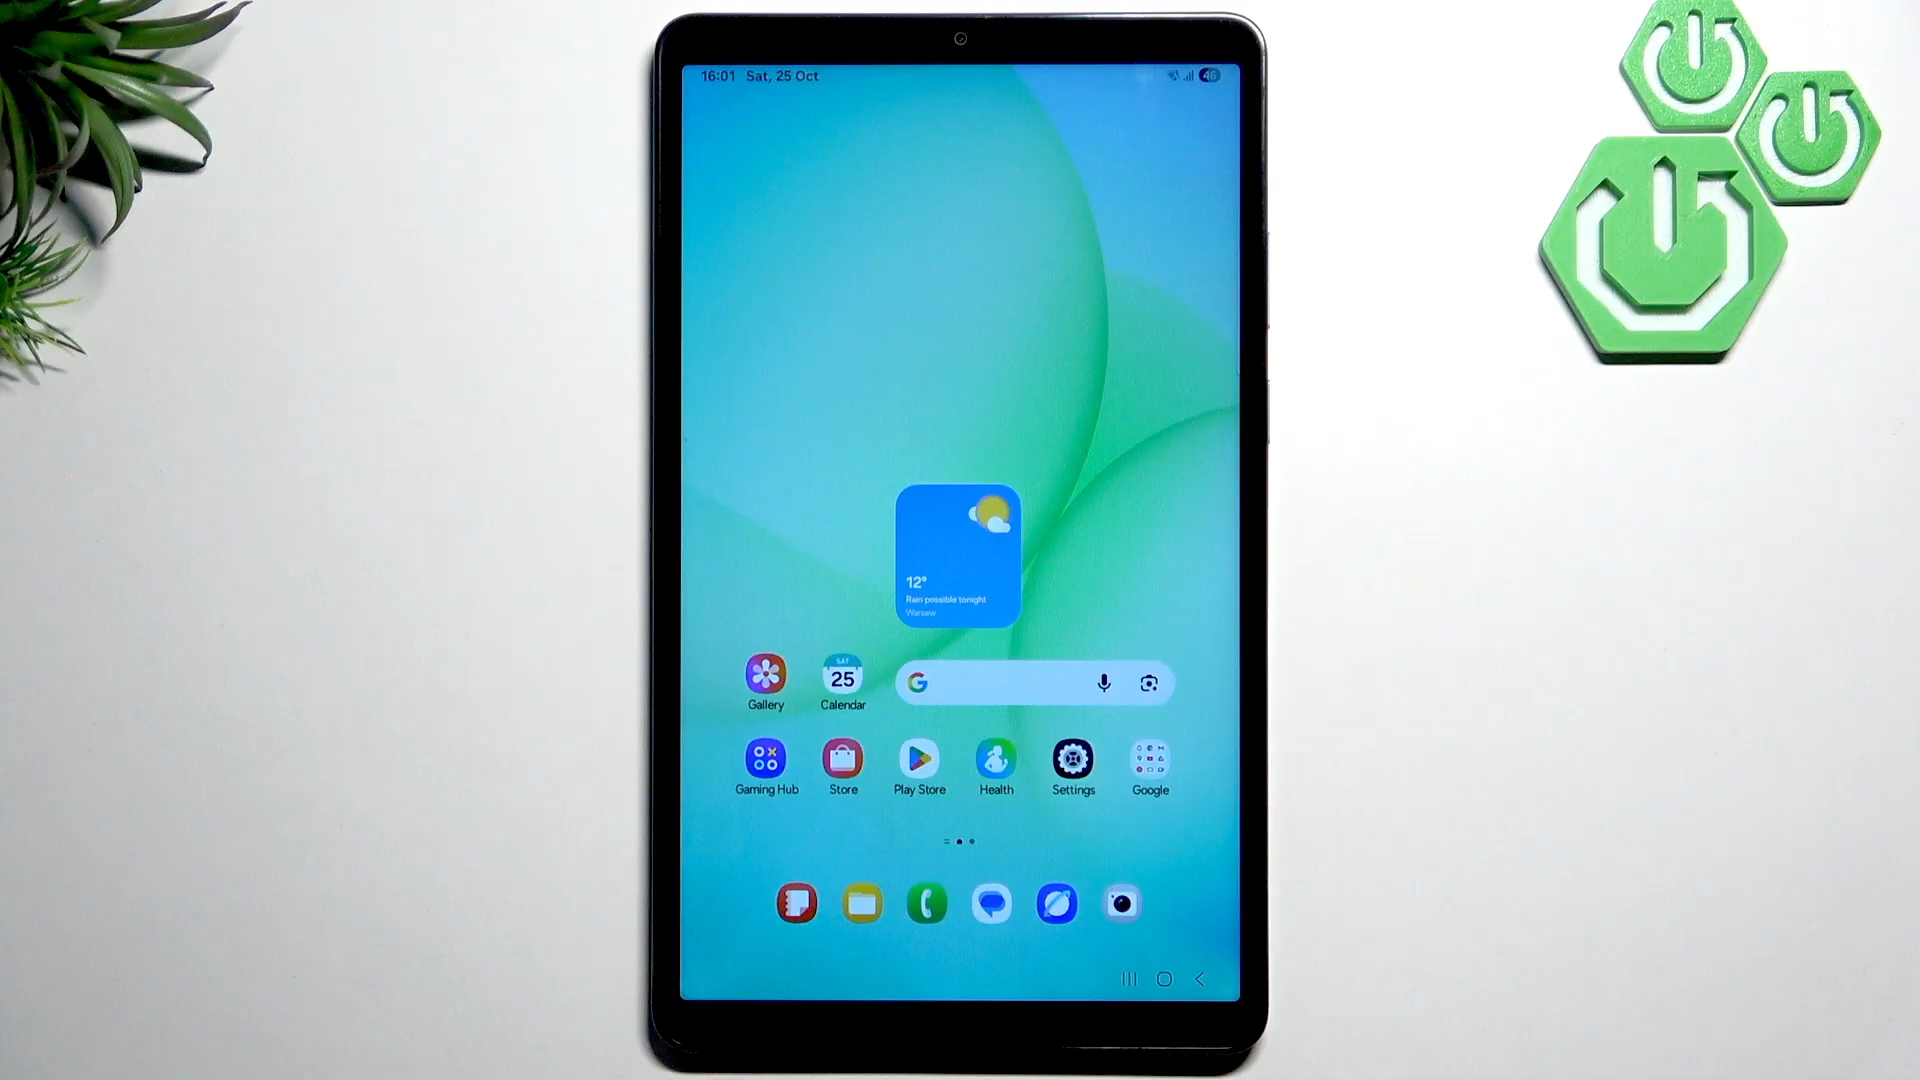 16:01 Sat, 25 Oct 46
12°
Rain possible tonight
Warsaw
SAT
25
Gallery
Calendar
Gaming Hub
Store
Play Store
Health
Settings
Google